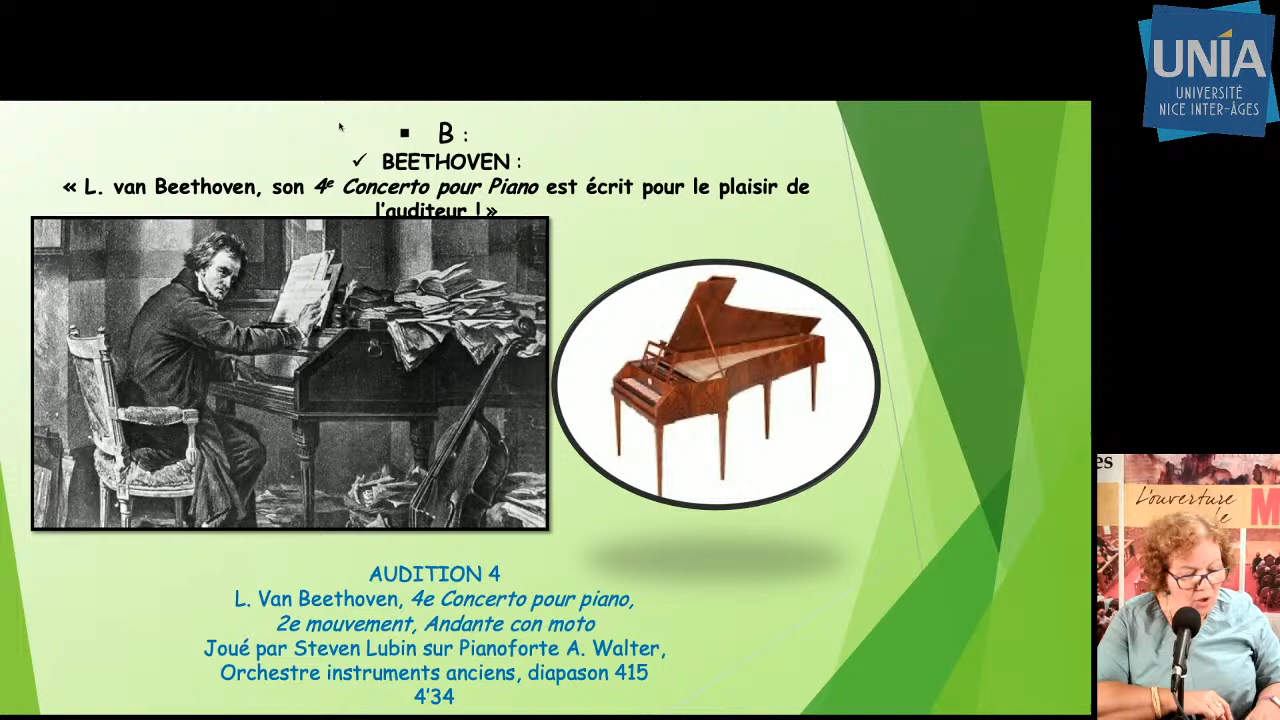 UNIA
UNIVERSITÉ
NICE INTER-ÂGES
B :
BEETHOVEN :
« L. van Beethoven, son 4e Concerto pour Piano est écrit pour le plaisir de
l'auditeur ! »
es
L'ouverture
le
M
AUDITION 4
L. Van Beethoven, 4e Concerto pour piano,
2e mouvement, Andante con moto
Joué par Steven Lubin sur Pianoforte A. Walter,
Orchestre instruments anciens, diapason 415
4'34